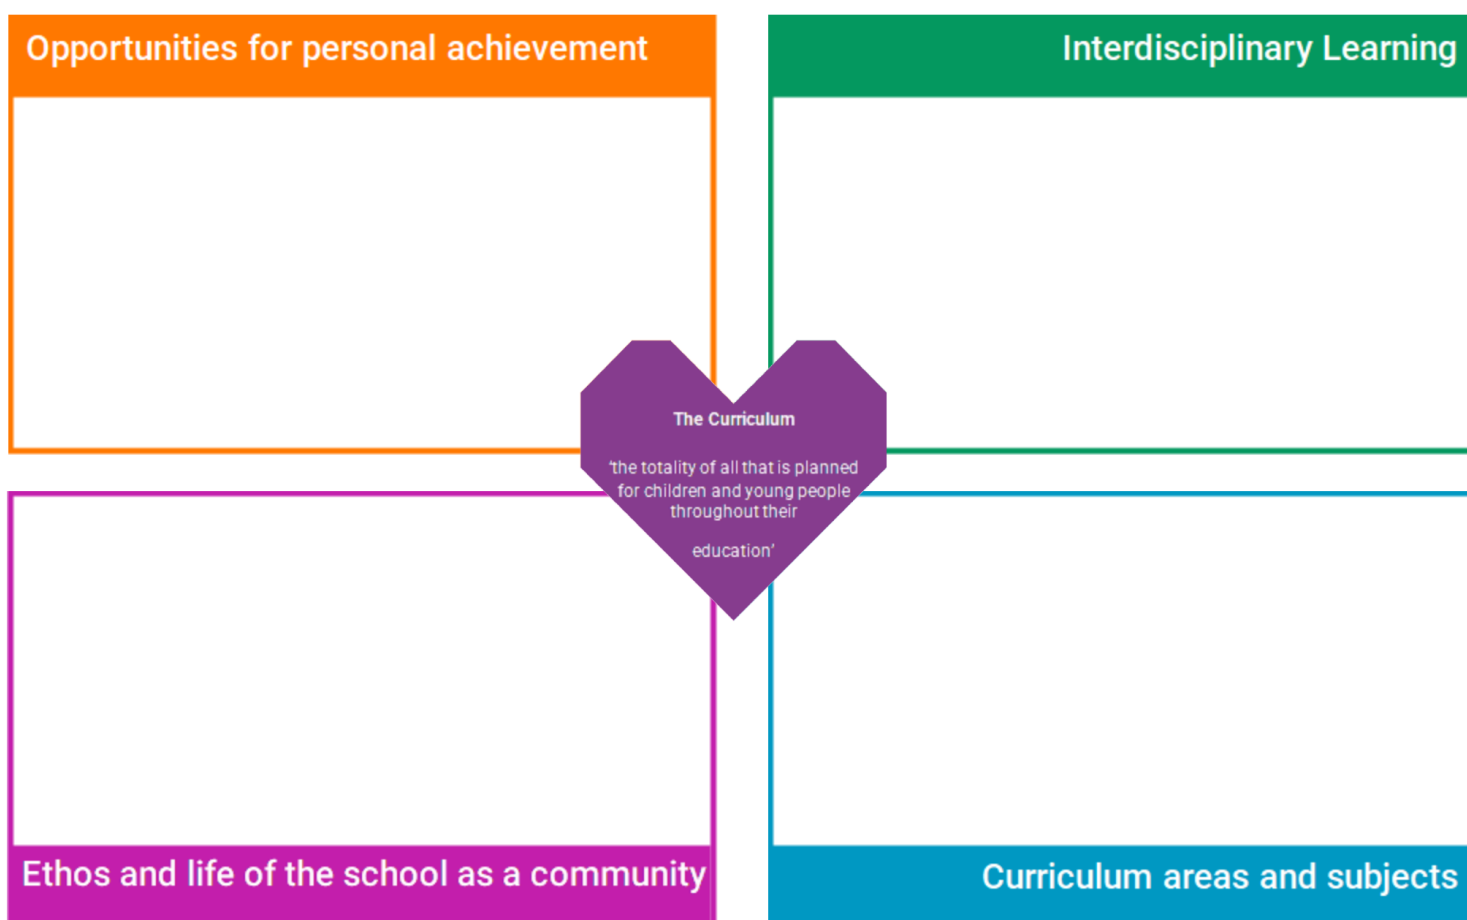 Opportunities for personal achievement
Interdisciplinary Learning
The Curriculum
‘the totality of all that is planned
for children and young people
throughout their
education’
Ethos and life of the school as a community
Curriculum areas and subjects